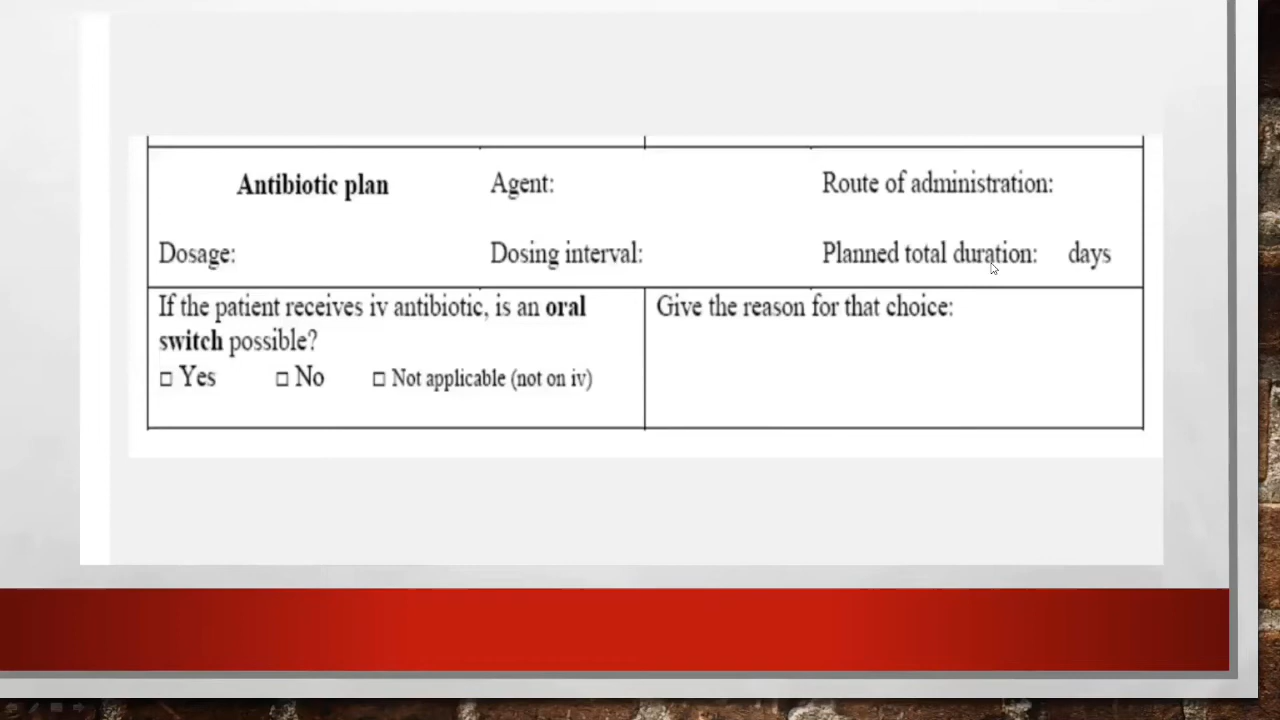 Antibiotic plan Agent: Route of administration:
Dosage: Dosing interval: Planned total duration: days
If the patient receives iv antibiotic, is an oral
switch possible?
□ Yes □ No □ Not applicable (not on iv)
Give the reason for that choice: